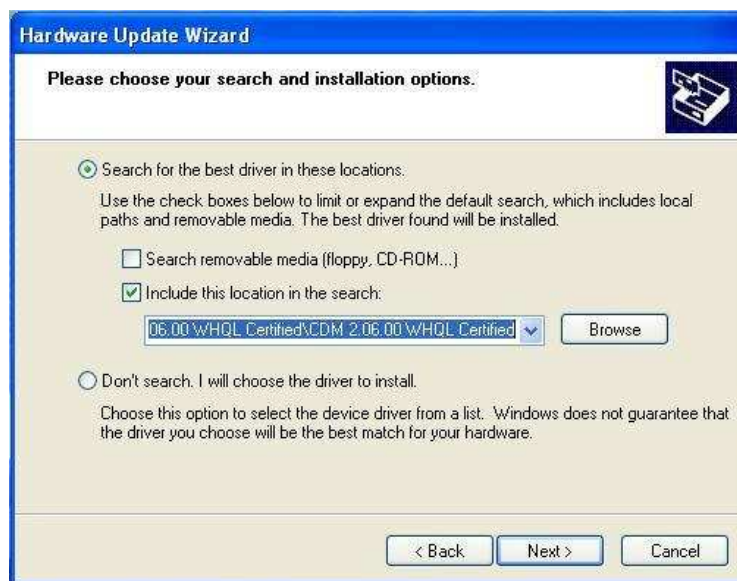 Hardware Update Wizard
Please choose your search and installation options.
Search for the best driver in these locations.
Use the check boxes below to limit or expand the default search, which includes local
paths and removable media. The best driver found will be installed.
Search removable media (floppy, CD-ROM...)
Include this location in the search:
06.00 WHQL Certified\CDM 2.06.00 WHQL Certified
Browse
Don't search. I will choose the driver to install.
Choose this option to select the device driver from a list. Windows does not guarantee that
the driver you choose will be the best match for your hardware.
< Back
Next >
Cancel